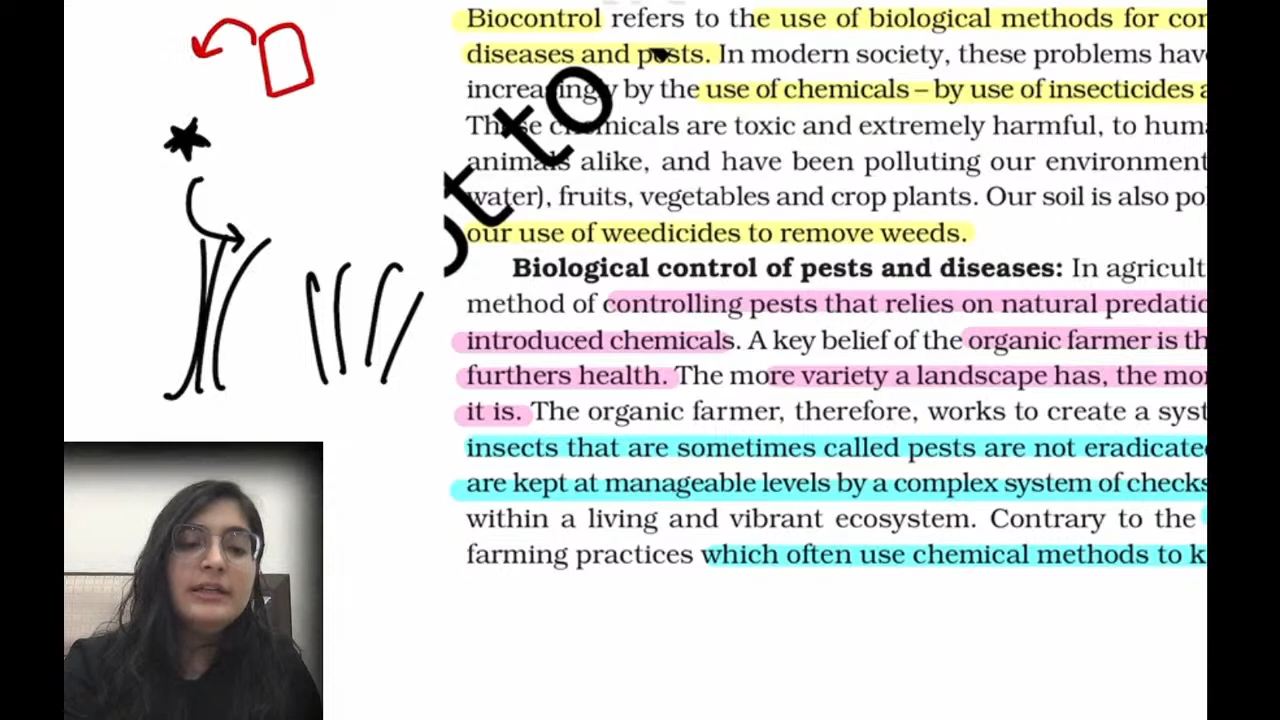 Biocontrol refers to the use of biological methods for con
diseases and pests. In modern society, these problems hav
increasingly by the use of chemicals – by use of insecticides a
These chemicals are toxic and extremely harmful, to huma
animals alike, and have been polluting our environment
water), fruits, vegetables and crop plants. Our soil is also pol
our use of weedicides to remove weeds.
Biological control of pests and diseases: In agricult
method of controlling pests that relies on natural predatio
introduced chemicals. A key belief of the organic farmer is th
furthers health. The more variety a landscape has, the mor
it is. The organic farmer, therefore, works to create a syst
insects that are sometimes called pests are not eradicate
are kept at manageable levels by a complex system of checks
within a living and vibrant ecosystem. Contrary to the
farming practices which often use chemical methods to k
to